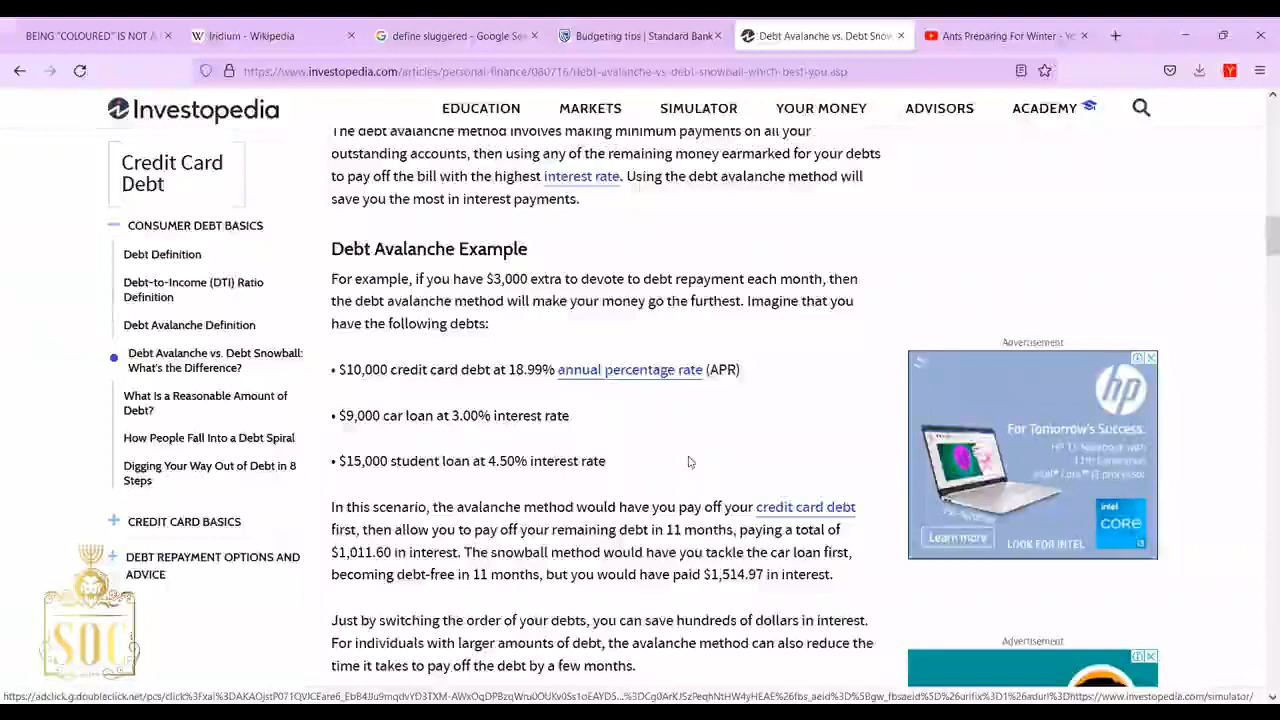 BEING "COLOURED" IS NOT A
Iridium - Wikipedia
define sluggered - Google Se
Budgeting tips | Standard Bank
Debt Avalanche vs. Debt Snow
Ants Preparing For Winter - Yo
https://www.investopedia.com/articles/personal-finance/080716/debt-avalanche-vs-debt-snowball-which-best-you.asp
Investopedia
EDUCATION
MARKETS
SIMULATOR
YOUR MONEY
ADVISORS
ACADEMY
Credit Card
Debt
CONSUMER DEBT BASICS
Debt Definition
Debt-to-Income (DTI) Ratio
Definition
Debt Avalanche Definition
Debt Avalanche vs. Debt Snowball:
What's the Difference?
What Is a Reasonable Amount of
Debt?
How People Fall Into a Debt Spiral
Digging Your Way Out of Debt in 8
Steps
CREDIT CARD BASICS
DEBT REPAYMENT OPTIONS AND
ADVICE
SOC
The debt avalanche method involves making minimum payments on all your
outstanding accounts, then using any of the remaining money earmarked for your debts
to pay off the bill with the highest interest rate. Using the debt avalanche method will
save you the most in interest payments.
Debt Avalanche Example
For example, if you have $3,000 extra to devote to debt repayment each month, then
the debt avalanche method will make your money go the furthest. Imagine that you
have the following debts:
• $10,000 credit card debt at 18.99% annual percentage rate (APR)
• $9,000 car loan at 3.00% interest rate
• $15,000 student loan at 4.50% interest rate
In this scenario, the avalanche method would have you pay off your credit card debt
first, then allow you to pay off your remaining debt in 11 months, paying a total of
$1,011.60 in interest. The snowball method would have you tackle the car loan first,
becoming debt-free in 11 months, but you would have paid $1,514.97 in interest.
Just by switching the order of your debts, you can save hundreds of dollars in interest.
For individuals with larger amounts of debt, the avalanche method can also reduce the
time it takes to pay off the debt by a few months.
Advertisement
hp
For Tomorrow's Success.
HP 15 Notebook with
11th Generation
Intel® Core™ i3 processor
intel
CORE
i3
Learn more
LOOK FOR INTEL
Advertisement